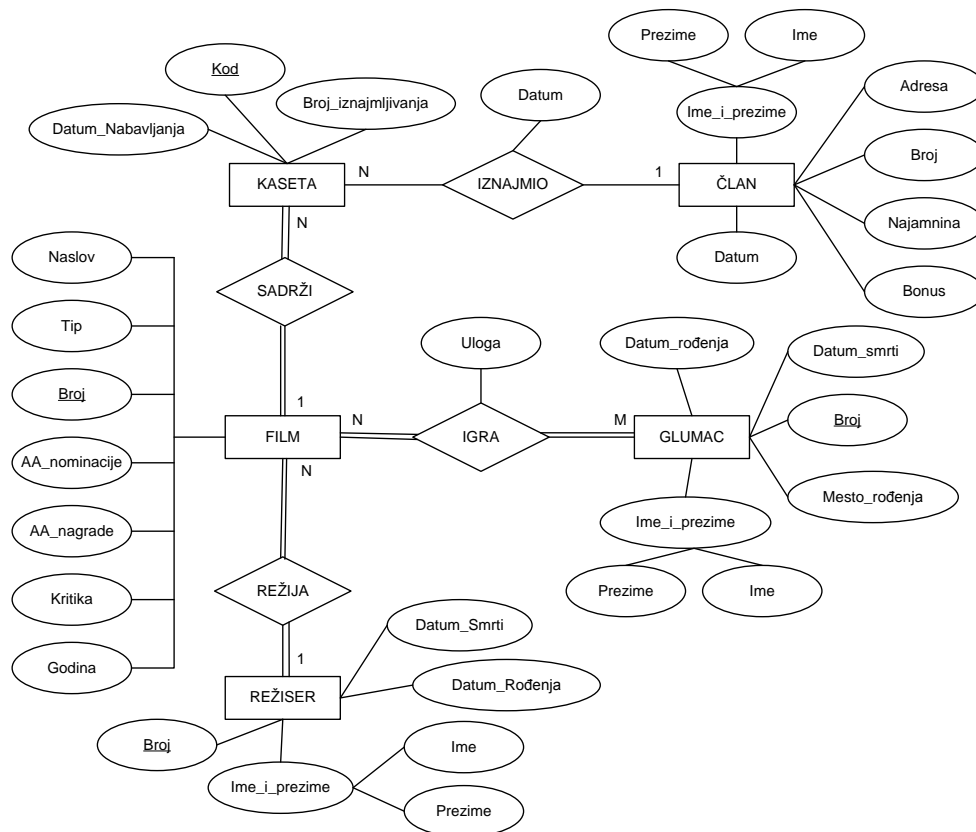 Prezime
Ime
Kod
Datum_Nabavljanja
Broj_iznajmljivanja
Datum
Ime_i_prezime
Adresa
KASETA
N
IZNAJMIO
1
ČLAN
Broj
N
Najamnina
Naslov
Datum
SADRŽI
Bonus
Tip
Uloga
Datum_rođenja
Datum_smrti
Broj
1
N
M
Broj
FILM
IGRA
GLUMAC
AA_nominacije
N
Mesto_rođenja
AA_nagrade
Ime_i_prezime
Kritika
REŽIJA
Prezime
Ime
Datum_Smrti
Godina
1
REŽISER
Datum_Rođenja
Broj
Ime
Ime_i_prezime
Prezime